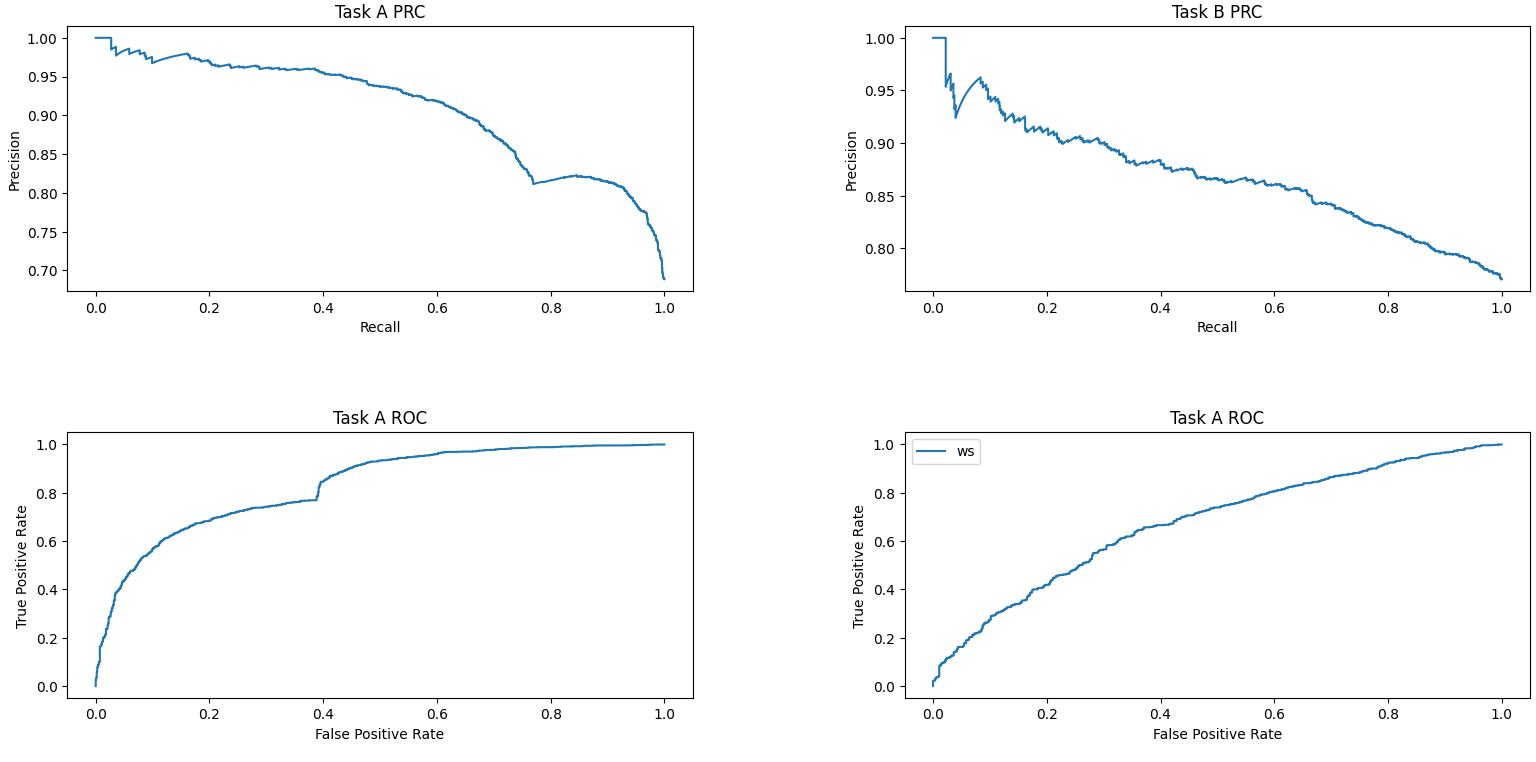 Task A PRC
1.00
0.95
0.90
0.85
0.80
0.75
0.70
Precision
0.0 0.2 0.4 0.6 0.8 1.0
Recall
Task B PRC
1.00
0.95
0.90
0.85
0.80
Precision
0.0 0.2 0.4 0.6 0.8 1.0
Recall
Task A ROC
1.0
0.8
0.6
0.4
0.2
0.0
True Positive Rate
0.0 0.2 0.4 0.6 0.8 1.0
False Positive Rate
Task A ROC
ws
1.0
0.8
0.6
0.4
0.2
0.0
True Positive Rate
0.0 0.2 0.4 0.6 0.8 1.0
False Positive Rate